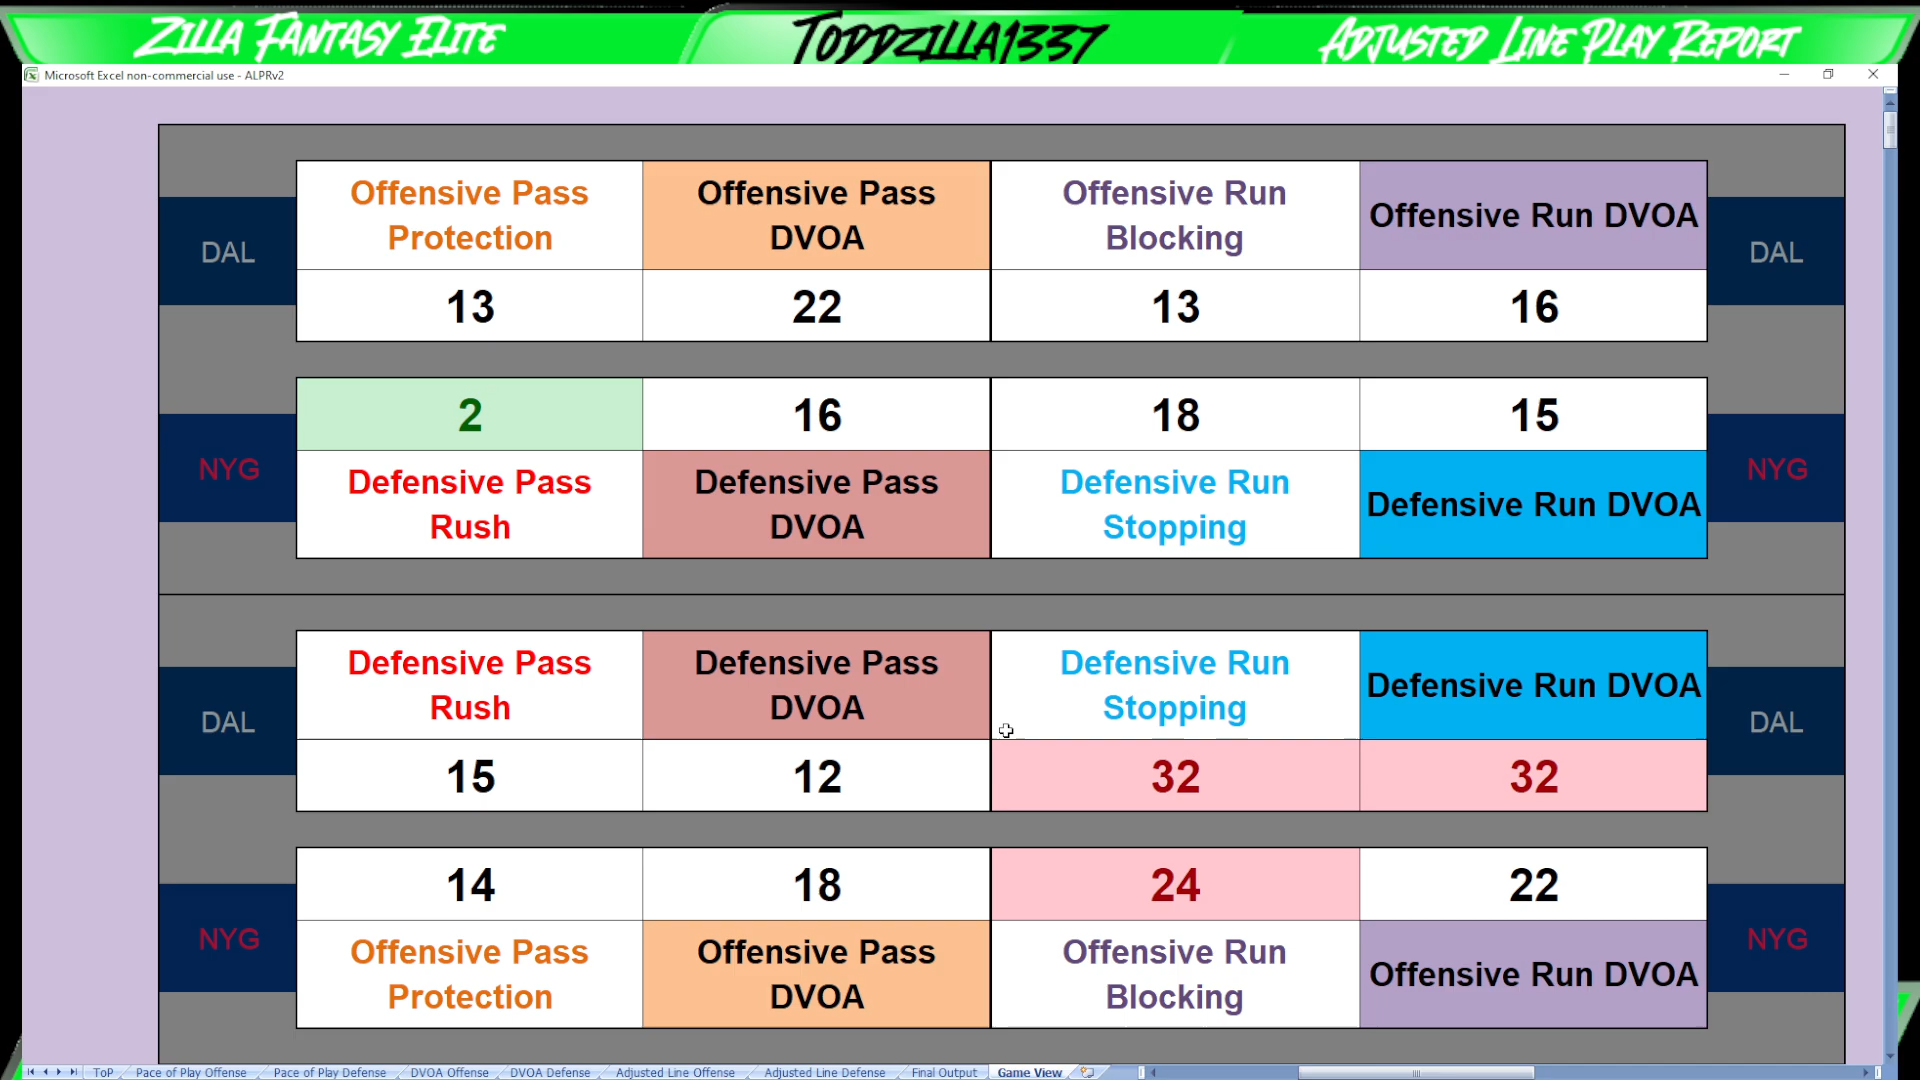 ZILLA FANTASY ELITE
TODDZILLA1337
ADJUSTED LINE PLAY REPORT
Microsoft Excel non-commercial use - ALPRv2
Offensive Pass Protection
Offensive Pass DVOA
Offensive Run Blocking
Offensive Run DVOA
DAL
DAL
13
22
13
16
2
16
18
15
NYG
NYG
Defensive Pass Rush
Defensive Pass DVOA
Defensive Run Stopping
Defensive Run DVOA
Defensive Pass Rush
Defensive Pass DVOA
Defensive Run Stopping
Defensive Run DVOA
DAL
DAL
15
12
32
32
14
18
24
22
NYG
NYG
Offensive Pass Protection
Offensive Pass DVOA
Offensive Run Blocking
Offensive Run DVOA
ToP
Pace of Play Offense
Pace of Play Defense
DVOA Offense
DVOA Defense
Adjusted Line Offense
Adjusted Line Defense
Final Output
Game View